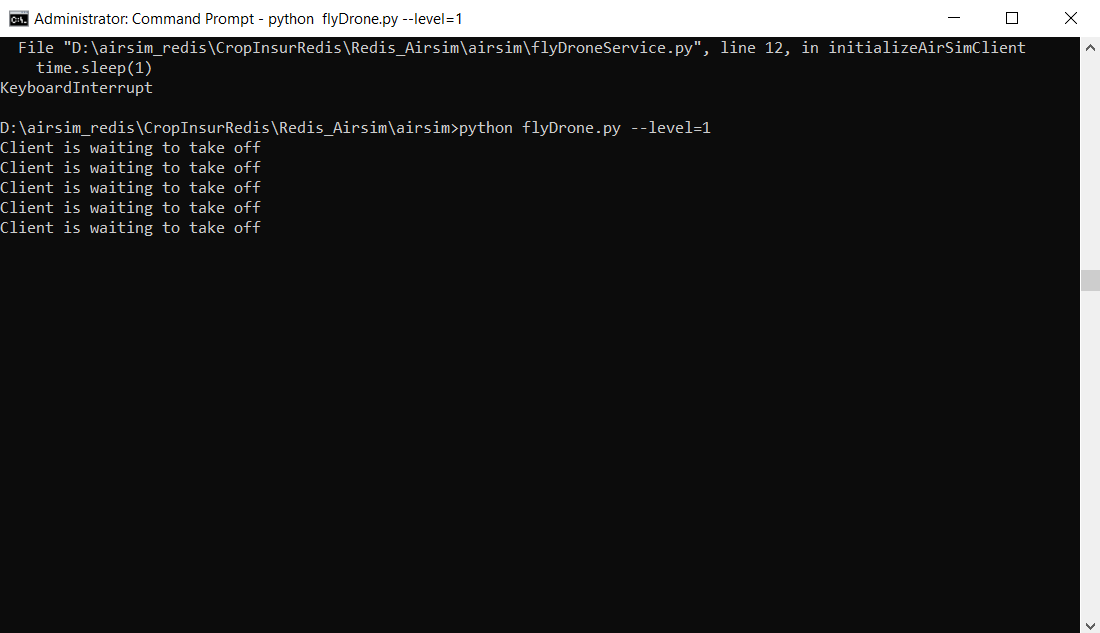 Administrator: Command Prompt - python  flyDrone.py --level=1
  File "D:\airsim_redis\CropInsurRedis\Redis_Airsim\airsim\flyDroneService.py", line 12, in initializeAirSimClient
    time.sleep(1)
KeyboardInterrupt
D:\airsim_redis\CropInsurRedis\Redis_Airsim\airsim>python flyDrone.py --level=1
Client is waiting to take off
Client is waiting to take off
Client is waiting to take off
Client is waiting to take off
Client is waiting to take off